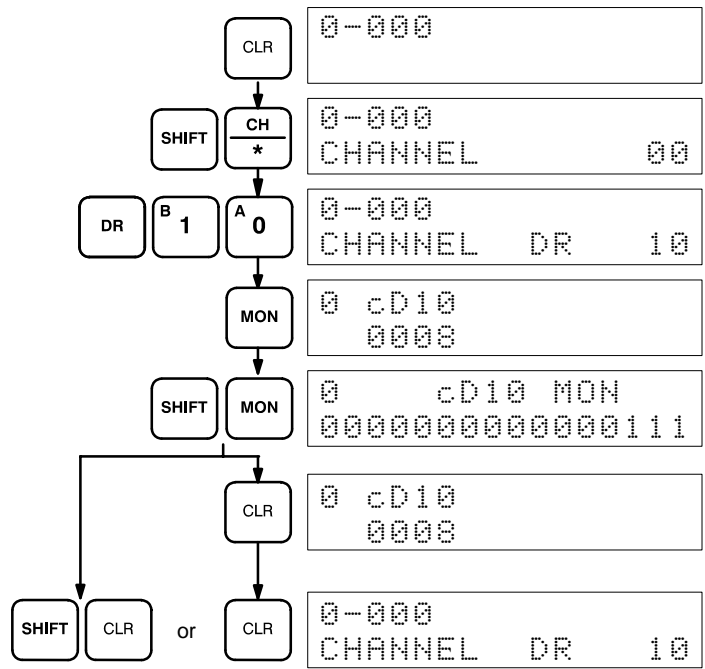 CLR
0-000
SHIFT CH *
0-000
CHANNEL 00
DR B 1 A 0
0-000
CHANNEL DR 10
MON
0 cD10
0008
SHIFT MON
0 cD10 MON
0000000000000111
CLR
0 cD10
0008
SHIFT CLR or CLR
0-000
CHANNEL DR 10